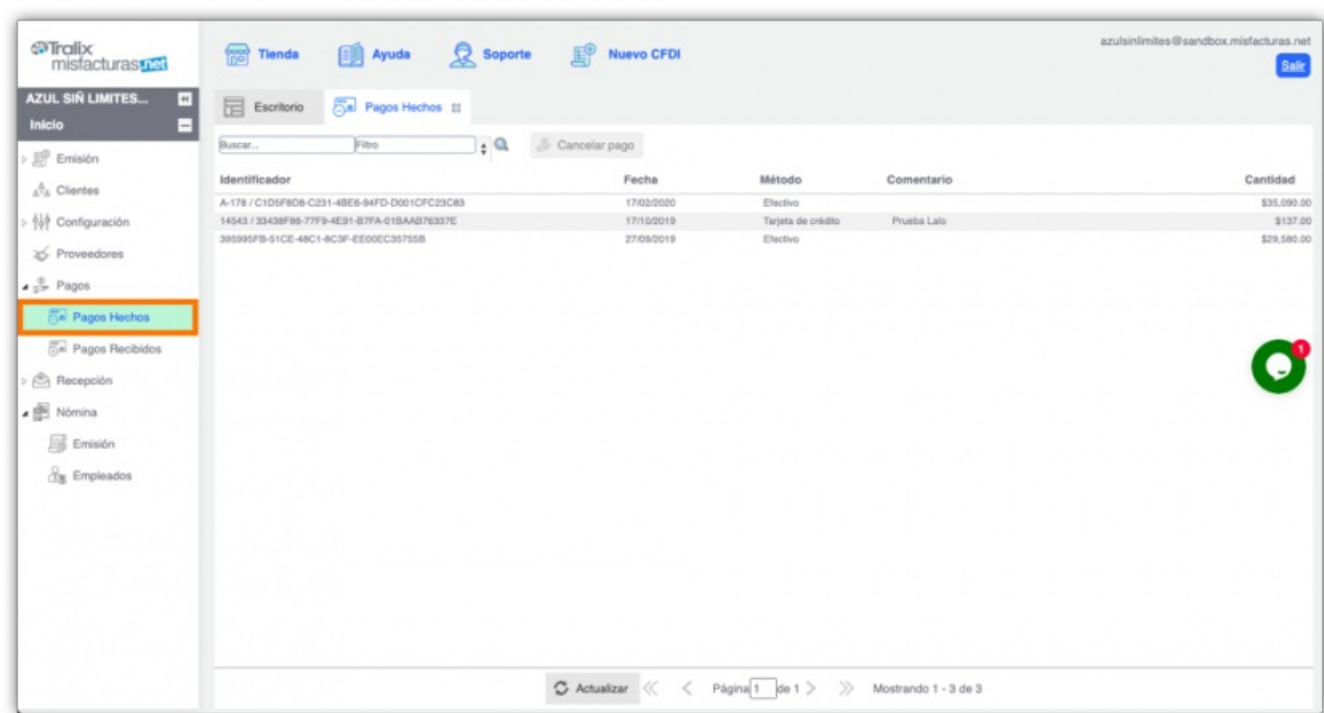 Tralix
misfacturas.net
Tienda Ayuda Soporte Nuevo CFDI
azulsinlimites@sandbox.misfacturas.net
Salir
AZUL SIÑ LIMITES...
Inicio
Emisión
Clientes
Configuración
Proveedores
Pagos
Pagos Hechos
Pagos Recibidos
Recepción
Nómina
Emisión
Empleados
Escritorio Pagos Hechos
Buscar... Filtro Cancelar pago
Identificador Fecha Método Comentario Cantidad
A-178 / C1D5F8D8-C231-4BE6-94FD-D001CFC23C83 17/02/2020 Efectivo $35,090.00
14543 / 33438F86-77F9-4E91-B7FA-01BAAB76337E 17/10/2019 Tarjeta de crédito Prueba Lalo $137.00
395995FB-51CE-48C1-8C3F-EE00EC35755B 27/09/2019 Efectivo $29,580.00
1
Actualizar Página 1 de 1 Mostrando 1 - 3 de 3